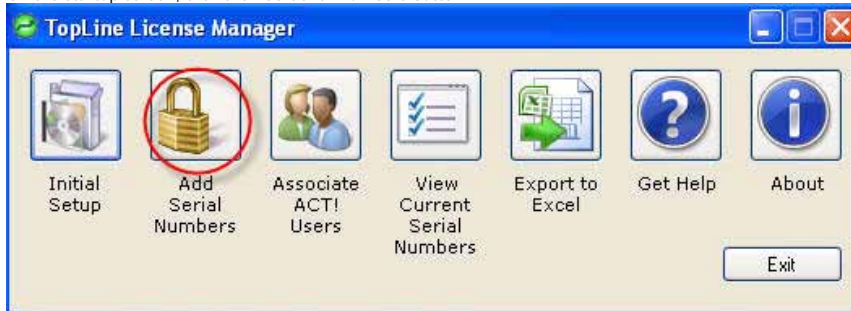 TopLine License Manager
Initial Setup
Add Serial Numbers
Associate ACT! Users
View Current Serial Numbers
Export to Excel
Get Help
About
Exit